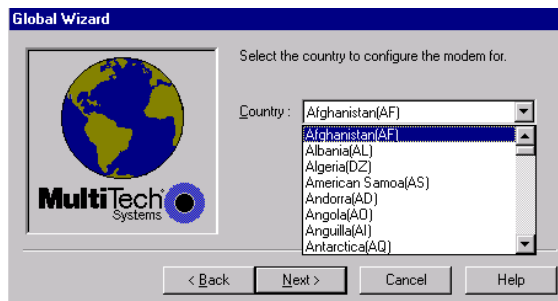 Global Wizard
Select the country to configure the modem for.
Country : Afghanistan(AF)
Afghanistan(AF)
Albania(AL)
Algeria(DZ)
American Samoa(AS)
Andorra(AD)
Angola(AO)
Anguilla(AI)
Antarctica(AQ)
MultiTech
Systems
< Back Next > Cancel Help